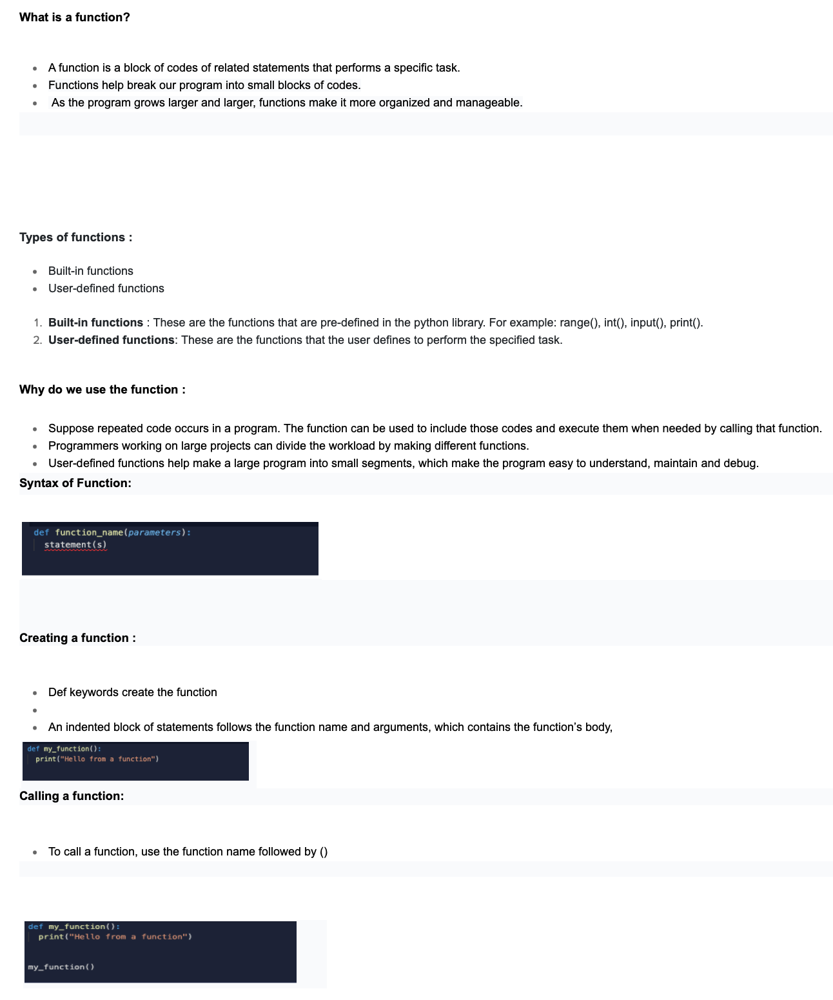 What is a function?
• A function is a block of codes of related statements that performs a specific task.
• Functions help break our program into small blocks of codes.
• As the program grows larger and larger, functions make it more organized and manageable.
Types of functions :
• Built-in functions
• User-defined functions
1. Built-in functions : These are the functions that are pre-defined in the python library. For example: range(), int(), input(), print().
2. User-defined functions: These are the functions that the user defines to perform the specified task.
Why do we use the function :
• Suppose repeated code occurs in a program. The function can be used to include those codes and execute them when needed by calling that function.
• Programmers working on large projects can divide the workload by making different functions.
• User-defined functions help make a large program into small segments, which make the program easy to understand, maintain and debug.
Syntax of Function:
def function_name(parameters):
statement(s)
Creating a function :
• Def keywords create the function
•
• An indented block of statements follows the function name and arguments, which contains the function’s body,
def my_function():
print("Hello from a function")
Calling a function:
• To call a function, use the function name followed by ()
def my_function():
print("Hello from a function")
my_function()